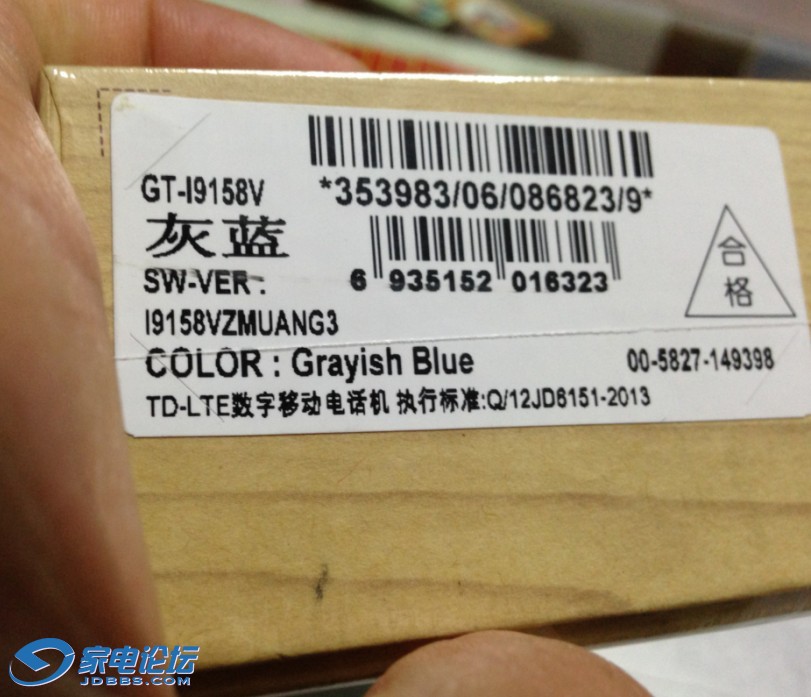 GT-I9158V
*353983/06/086823/9*
灰蓝
6 935152 016323
SW-VER :
I9158VZMUANG3
合格
COLOR : Grayish Blue
00-5827-149398
TD-LTE数字移动电话机 执行标准:Q/12JD6151-2013
家电论坛
JDBBS.COM